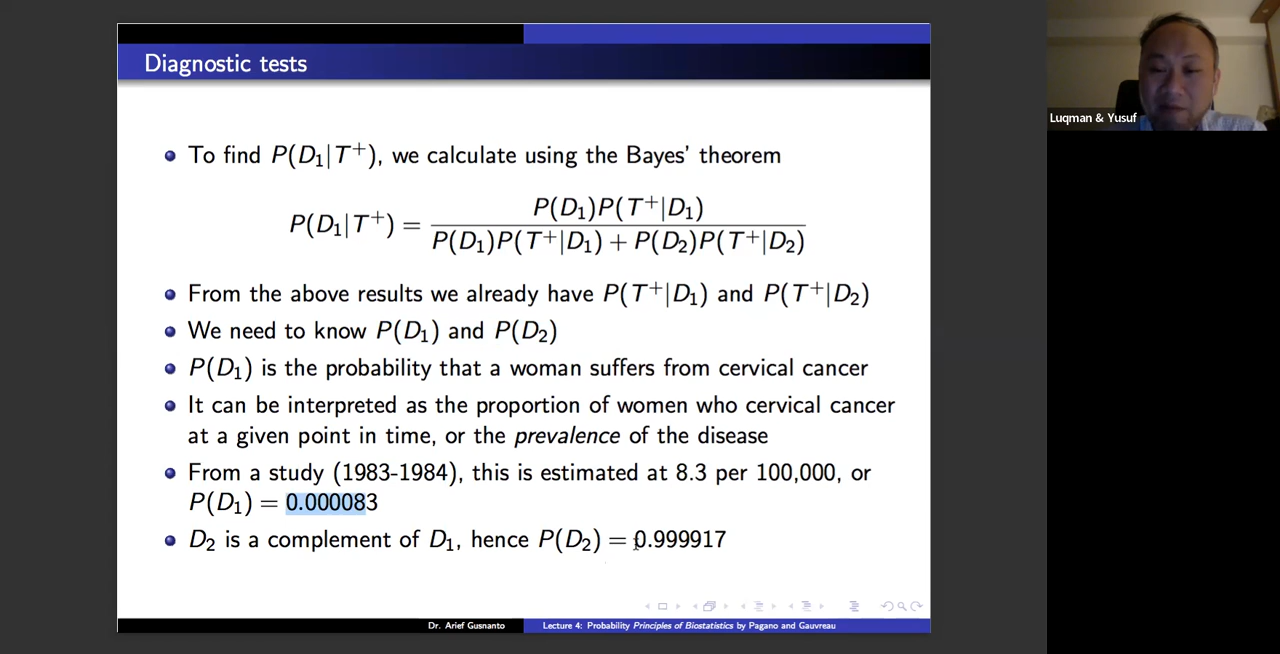 Diagnostic tests
To find P(D₁|T⁺), we calculate using the Bayes' theorem
P(D₁|T⁺) = P(D₁)P(T⁺|D₁) / P(D₁)P(T⁺|D₁) + P(D₂)P(T⁺|D₂)
From the above results we already have P(T⁺|D₁) and P(T⁺|D₂)
We need to know P(D₁) and P(D₂)
P(D₁) is the probability that a woman suffers from cervical cancer
It can be interpreted as the proportion of women who cervical cancer
at a given point in time, or the prevalence of the disease
From a study (1983-1984), this is estimated at 8.3 per 100,000, or
P(D₁) = 0.000083
D₂ is a complement of D₁, hence P(D₂) = 0.999917
Dr. Arief Gusnanto
Lecture 4: Probability Principles of Biostatistics by Pagano and Gauvreau
Luqman & Yusuf